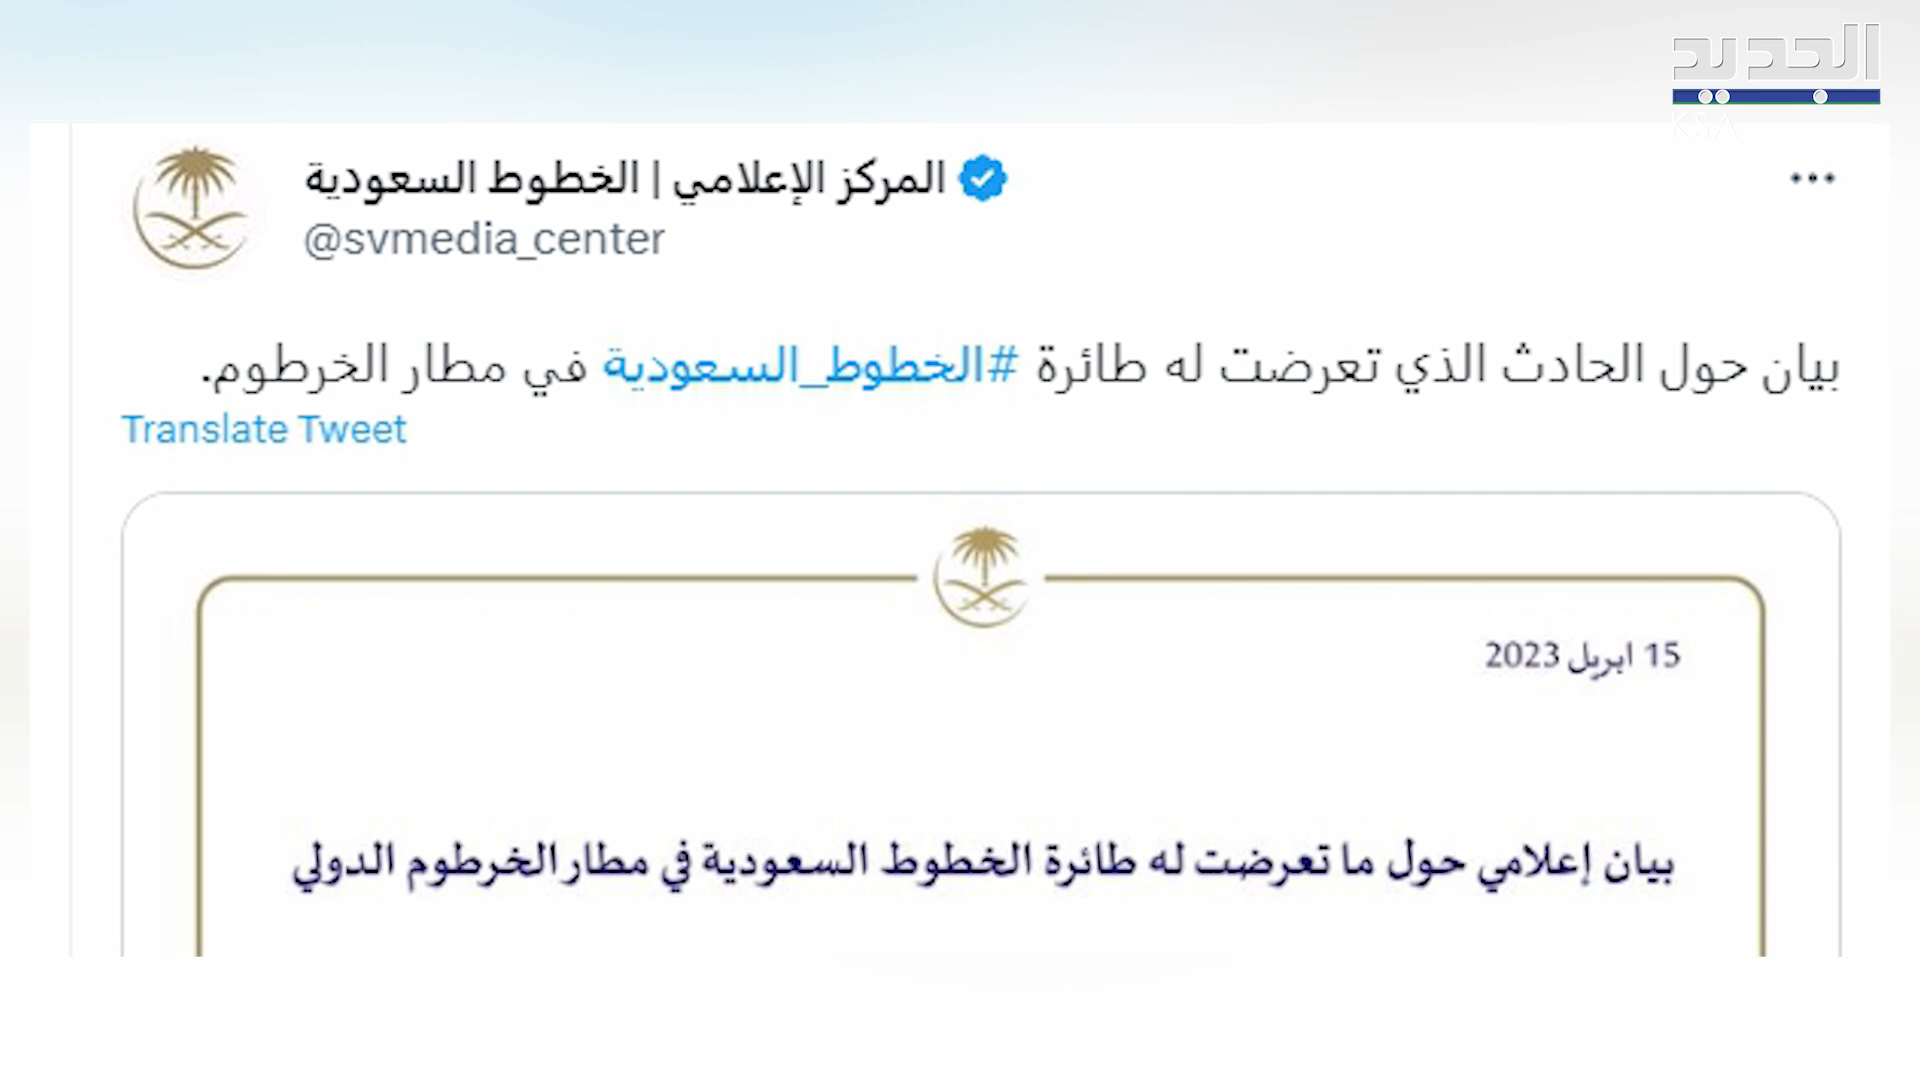 الجديد
KSA
المركز الإعلامي | الخطوط السعودية
@svmedia_center
بيان حول الحادث الذي تعرضت له طائرة #الخطوط_السعودية في مطار الخرطوم.
Translate Tweet
15 ابريل 2023
بيان إعلامي حول ما تعرضت له طائرة الخطوط السعودية في مطار الخرطوم الدولي